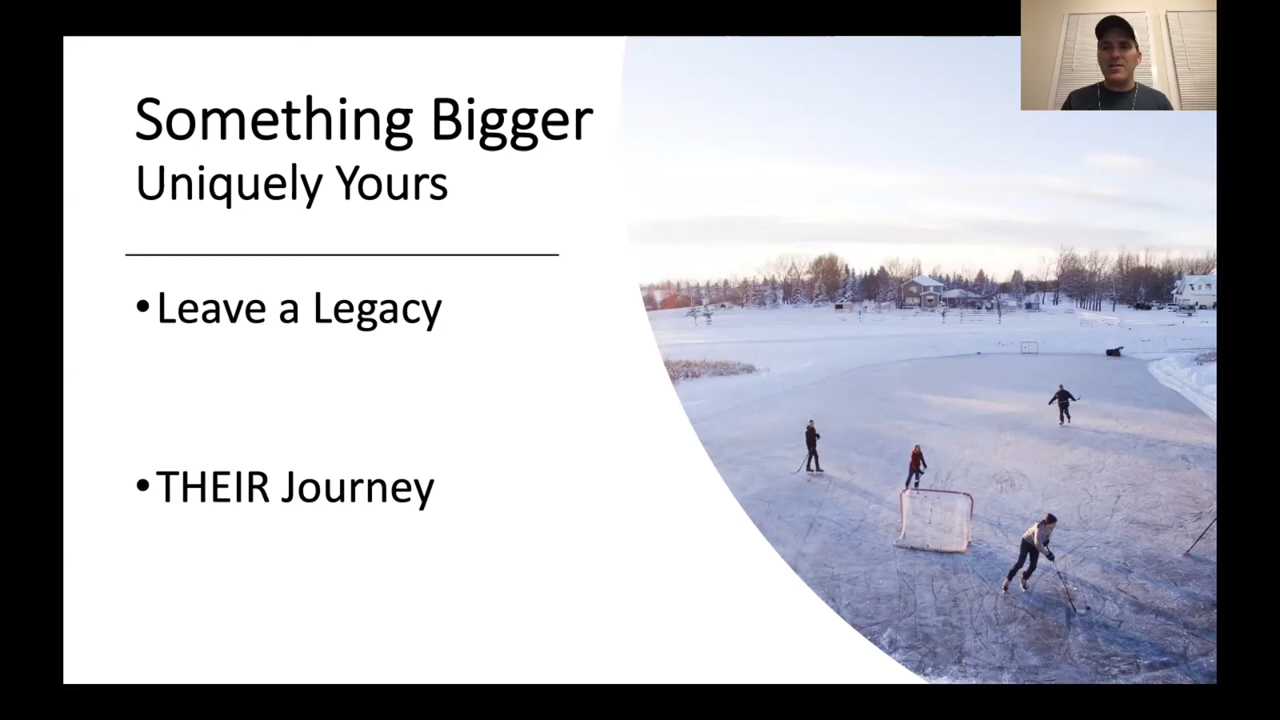 Something Bigger
Uniquely Yours
•Leave a Legacy
•THEIR Journey